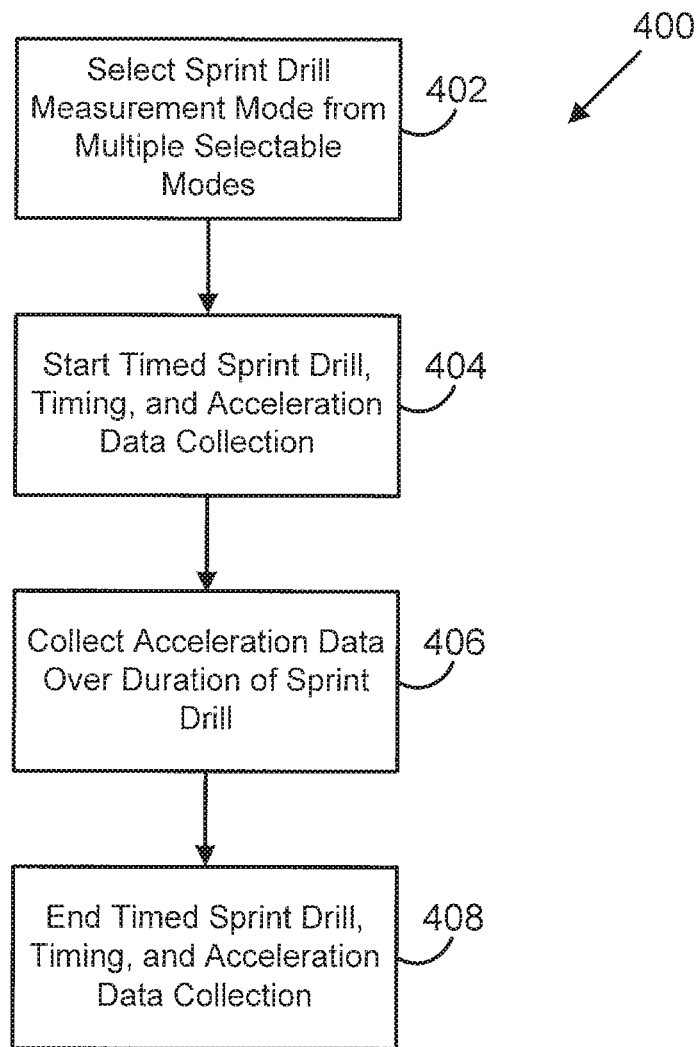 400
Select Sprint Drill
Measurement Mode from
Multiple Selectable
Modes
402
Start Timed Sprint Drill,
Timing, and Acceleration
Data Collection
404
Collect Acceleration Data
Over Duration of Sprint
Drill
406
End Timed Sprint Drill,
Timing, and Acceleration
Data Collection
408